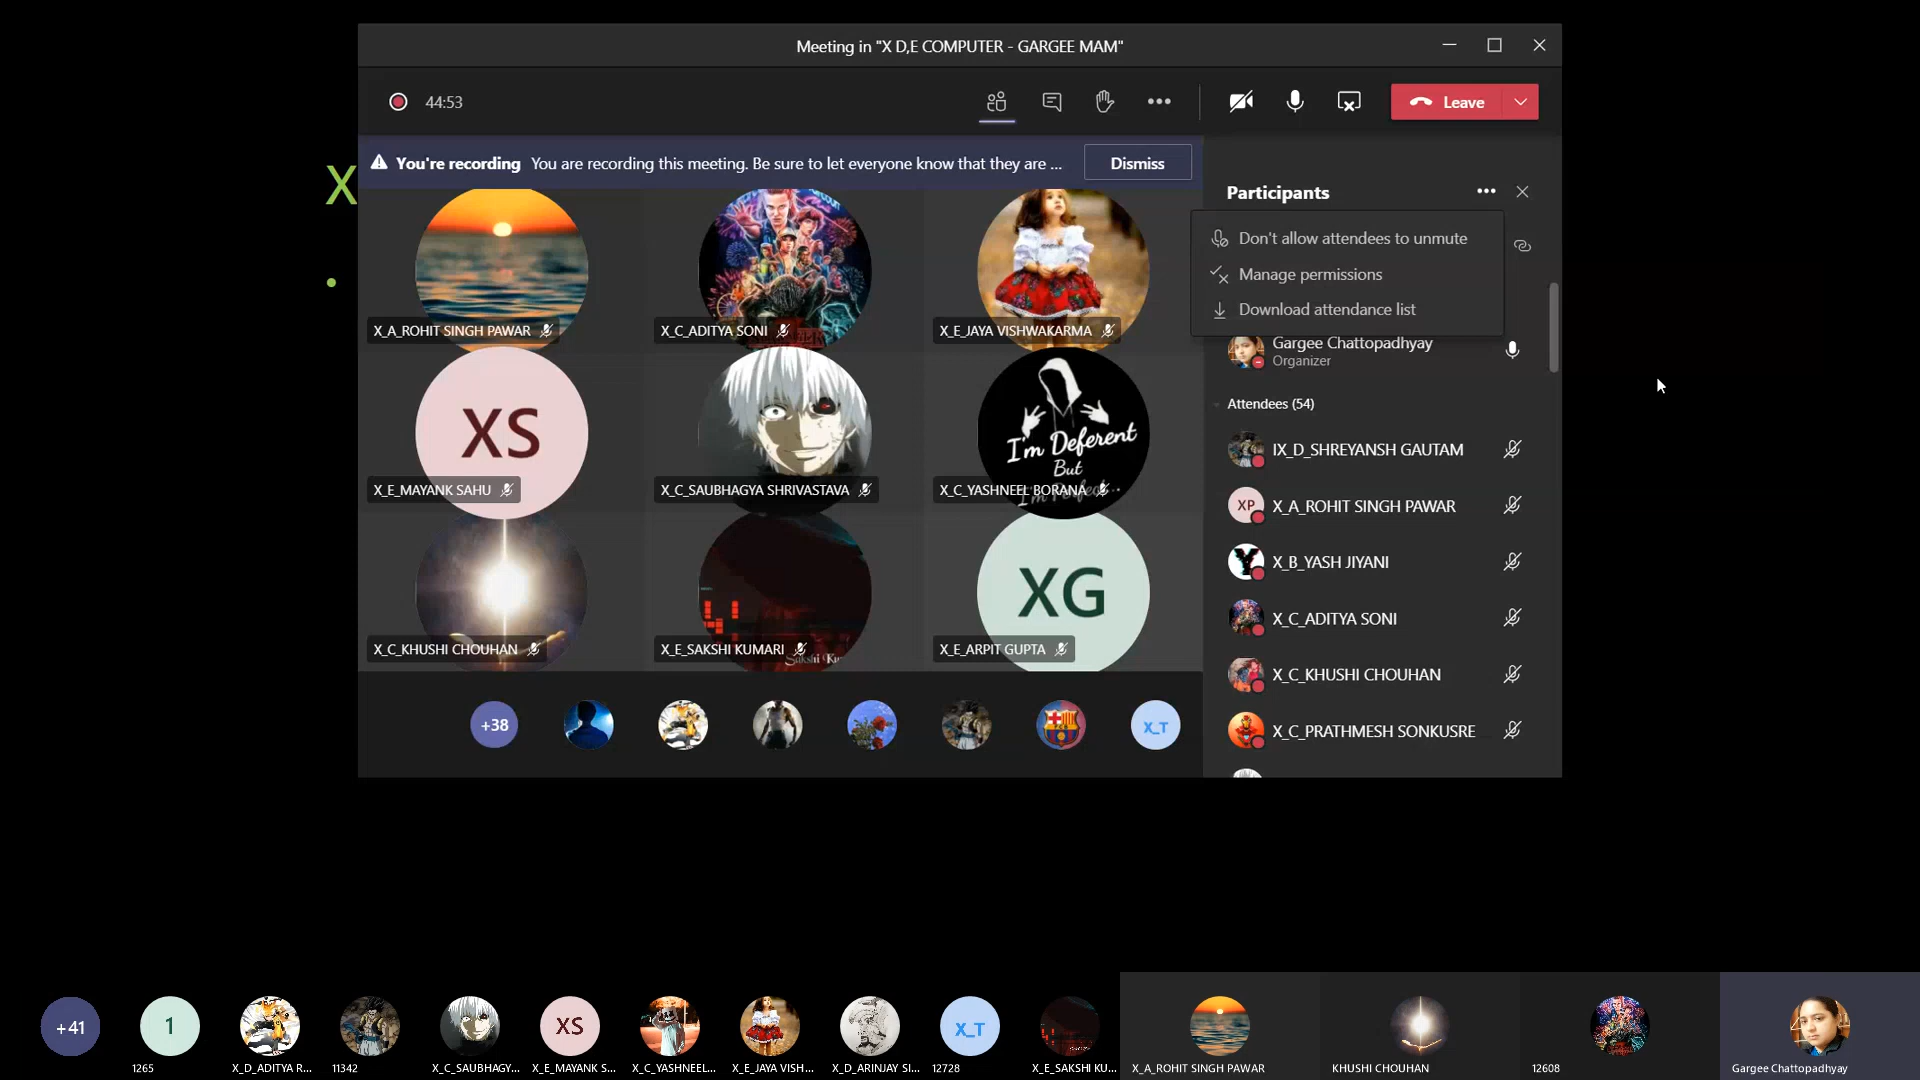 Meeting in "X D,E COMPUTER - GARGEE MAM"
44:53
Leave
You're recording You are recording this meeting. Be sure to let everyone know that they are ...
Dismiss
X
Participants
Don't allow attendees to unmute
Manage permissions
Download attendance list
Gargee Chattopadhyay
Organizer
Attendees (54)
IX_D_SHREYANSH GAUTAM
XP
X_A_ROHIT SINGH PAWAR
X_B_YASH JIYANI
X_C_ADITYA SONI
X_C_KHUSHI CHOUHAN
X_C_PRATHMESH SONKUSRE
X_A_ROHIT SINGH PAWAR
X_C_ADITYA SONI
X_E_JAYA VISHWAKARMA
XS
I'm Deferent
But
I'm Perfect...
X_E_MAYANK SAHU
X_C_SAUBHAGYA SHRIVASTAVA
X_C_YASHNEEL BORANA
XG
X_C_KHUSHI CHOUHAN
X_E_SAKSHI KUMARI
X_E_ARPIT GUPTA
+38
X_T
+41
1
XS
X_T
1265
X_D_ADITYA R...
11342
X_C_SAUBHAGY...
X_E_MAYANK S...
X_C_YASHNEEL...
X_E_JAYA VISH...
X_D_ARINJAY SI...
12728
X_E_SAKSHI KU...
X_A_ROHIT SINGH PAWAR
KHUSHI CHOUHAN
12608
Gargee Chattopadhyay